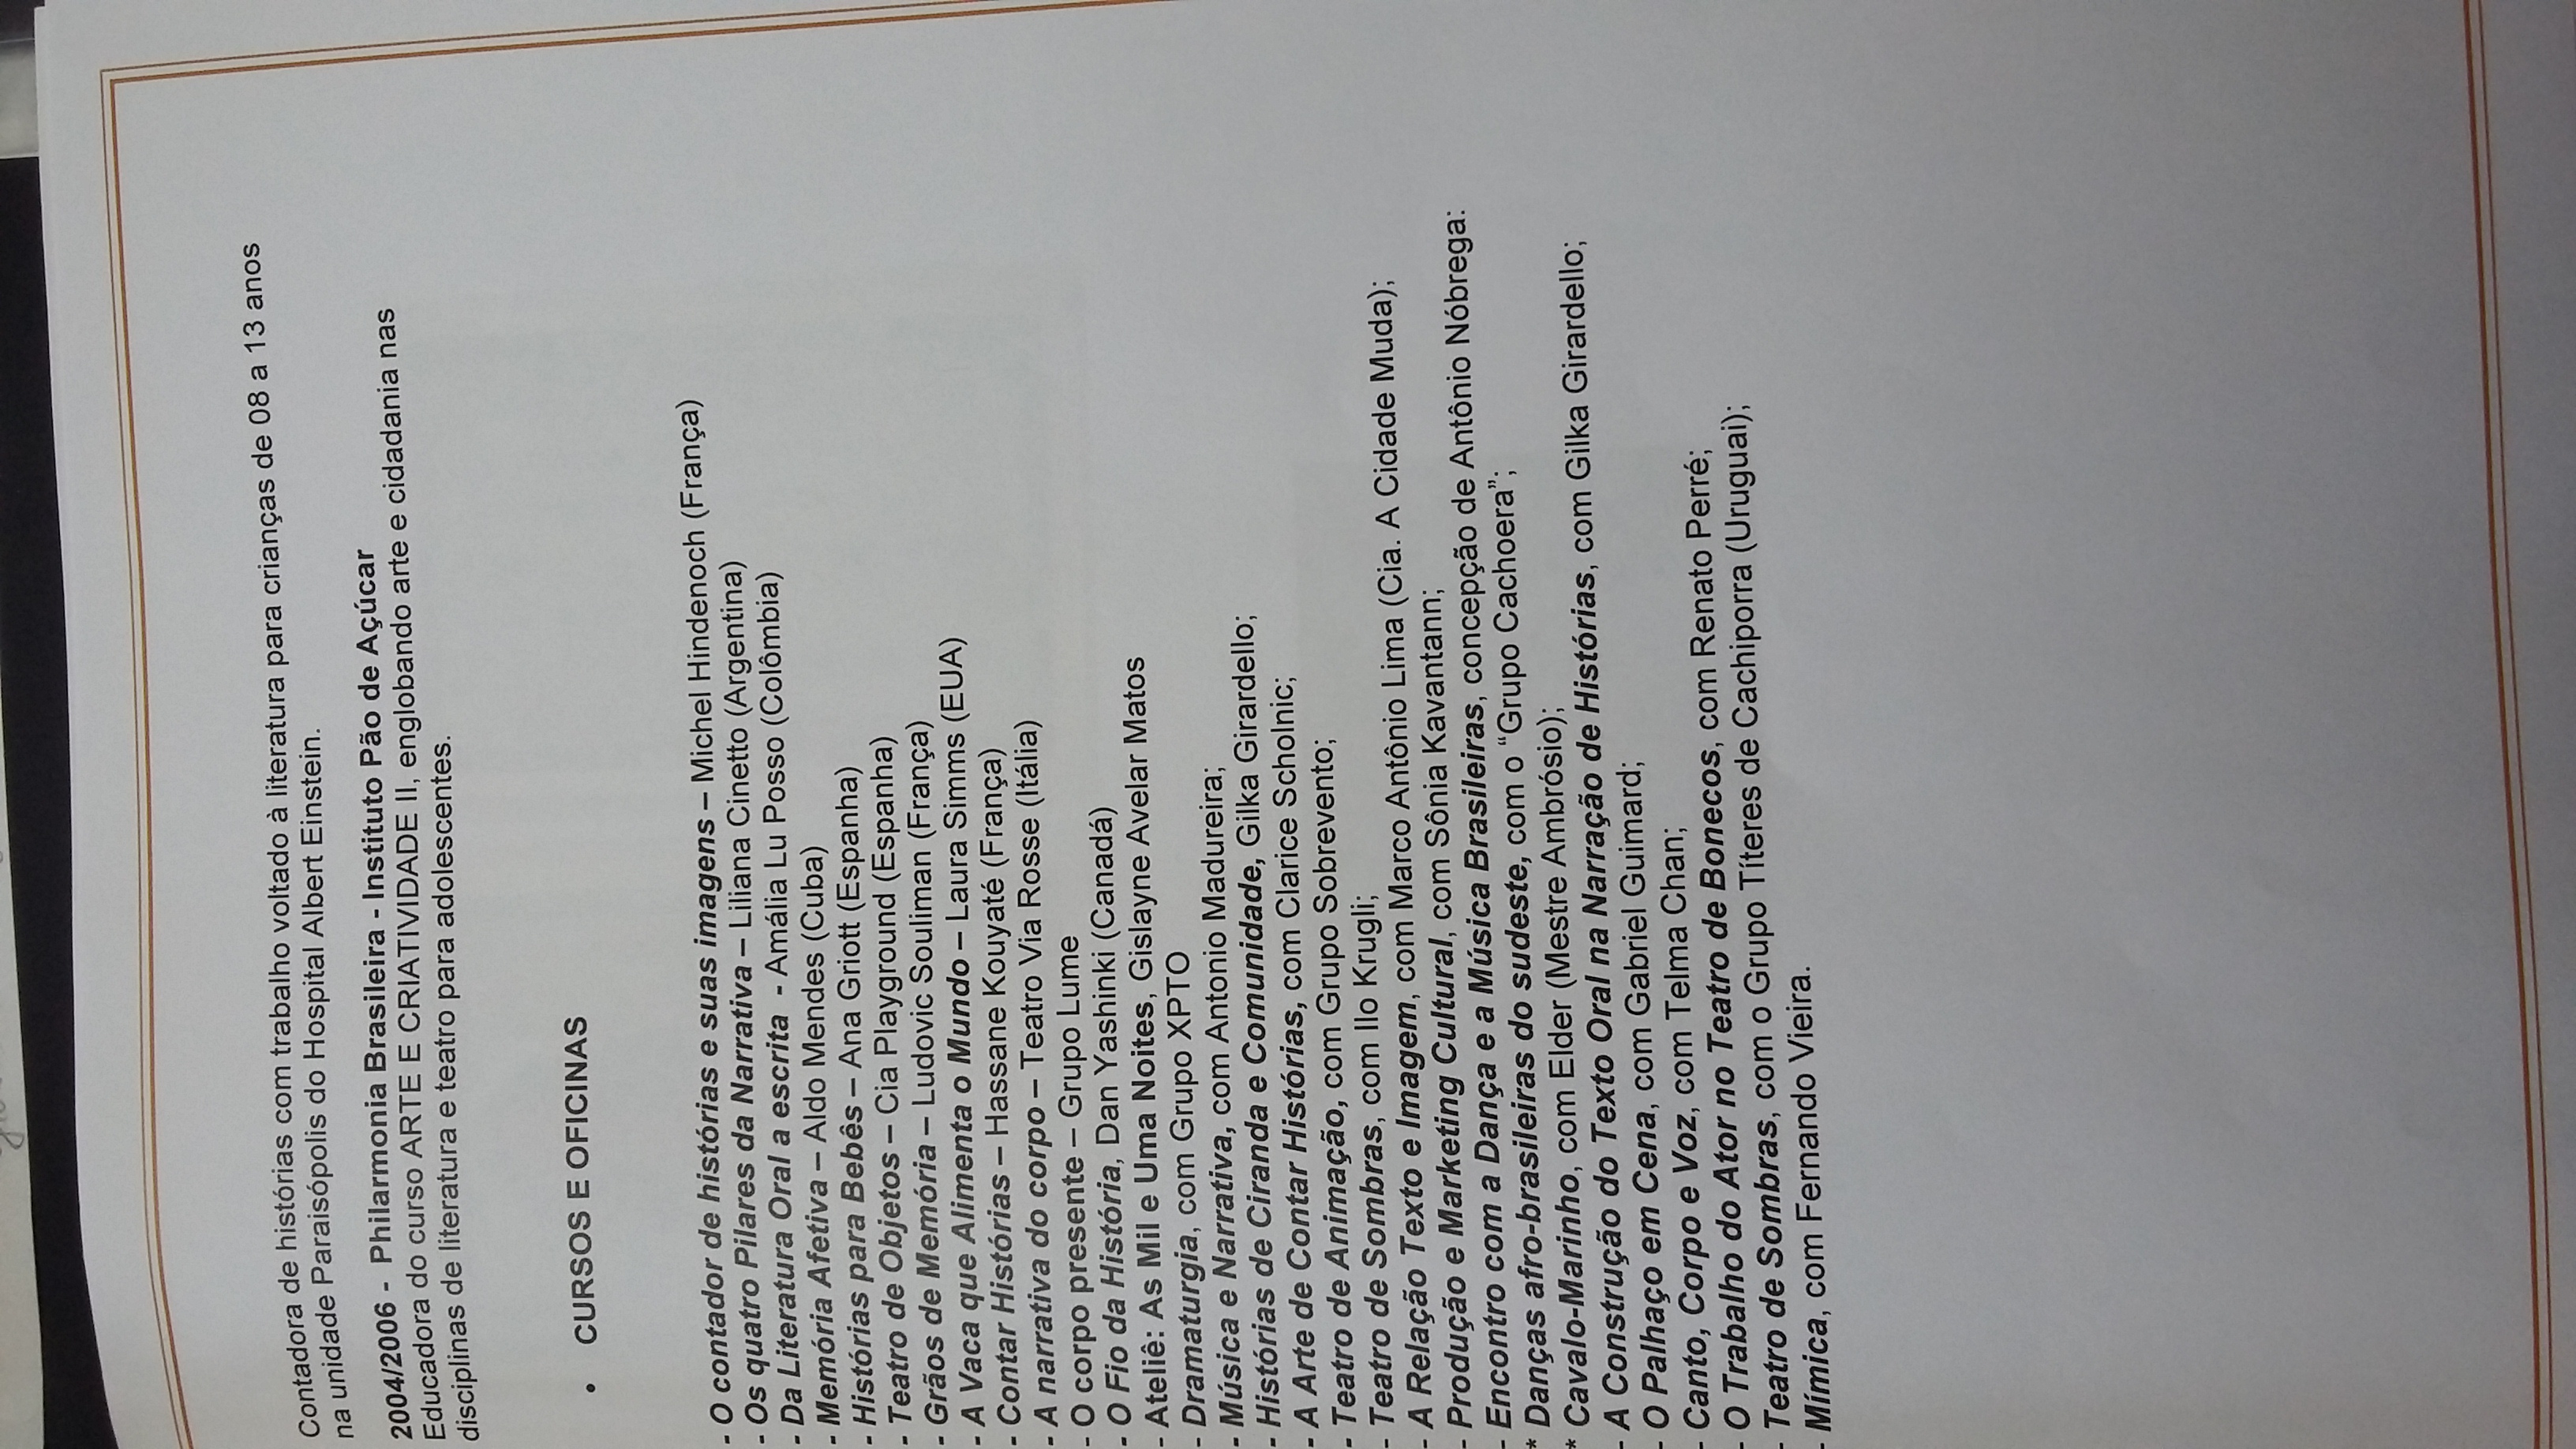 Contadora de histórias com trabalho voltado à literatura para crianças de 08 a 13 anos
na unidade Paraisópolis do Hospital Albert Einstein.
2004/2006 - Philarmonia Brasileira - Instituto Pão de Açúcar
Educadora do curso ARTE E CRIATIVIDADE II, englobando arte e cidadania nas
disciplinas de literatura e teatro para adolescentes.
• CURSOS E OFICINAS
- O contador de histórias e suas imagens – Michel Hindenoch (França)
- Os quatro Pilares da Narrativa – Liliana Cinetto (Argentina)
- Da Literatura Oral a escrita - Amália Lu Posso (Colômbia)
- Memória Afetiva – Aldo Mendes (Cuba)
- Histórias para Bebês – Ana Griott (Espanha)
- Teatro de Objetos – Cia Playground (Espanha)
- Grãos de Memória – Ludovic Souliman (França)
- A Vaca que Alimenta o Mundo – Laura Simms (EUA)
- Contar Histórias – Hassane Kouyaté (França)
- A narrativa do corpo – Teatro Via Rosse (Itália)
- O corpo presente – Grupo Lume
- O Fio da História, Dan Yashinki (Canadá)
- Ateliê: As Mil e Uma Noites, Gislayne Avelar Matos
- Dramaturgia, com Grupo XPTO
- Música e Narrativa, com Antonio Madureira;
- Histórias de Ciranda e Comunidade, Gilka Girardello;
- A Arte de Contar Histórias, com Clarice Scholnic;
- Teatro de Animação, com Grupo Sobrevento;
- Teatro de Sombras, com Ilo Krugli;
- A Relação Texto e Imagem, com Marco Antônio Lima (Cia. A Cidade Muda);
- Produção e Marketing Cultural, com Sônia Kavantann;
- Encontro com a Dança e a Música Brasileiras, concepção de Antônio Nóbrega:
* Danças afro-brasileiras do sudeste, com o “Grupo Cachoera”;
* Cavalo-Marinho, com Elder (Mestre Ambrósio);
- A Construção do Texto Oral na Narração de Histórias, com Gilka Girardello;
- O Palhaço em Cena, com Gabriel Guimard;
- Canto, Corpo e Voz, com Telma Chan;
- O Trabalho do Ator no Teatro de Bonecos, com Renato Perré;
- Teatro de Sombras, com o Grupo Títeres de Cachiporra (Uruguai);
- Mímica, com Fernando Vieira.